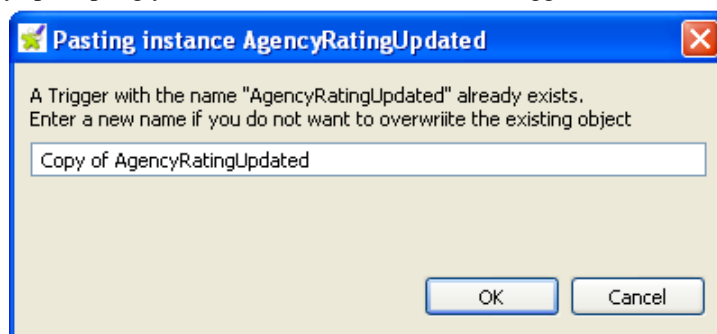 Pasting instance AgencyRatingUpdated
A Trigger with the name "AgencyRatingUpdated" already exists.
Enter a new name if you do not want to overwriite the existing object
Copy of AgencyRatingUpdated
OK Cancel